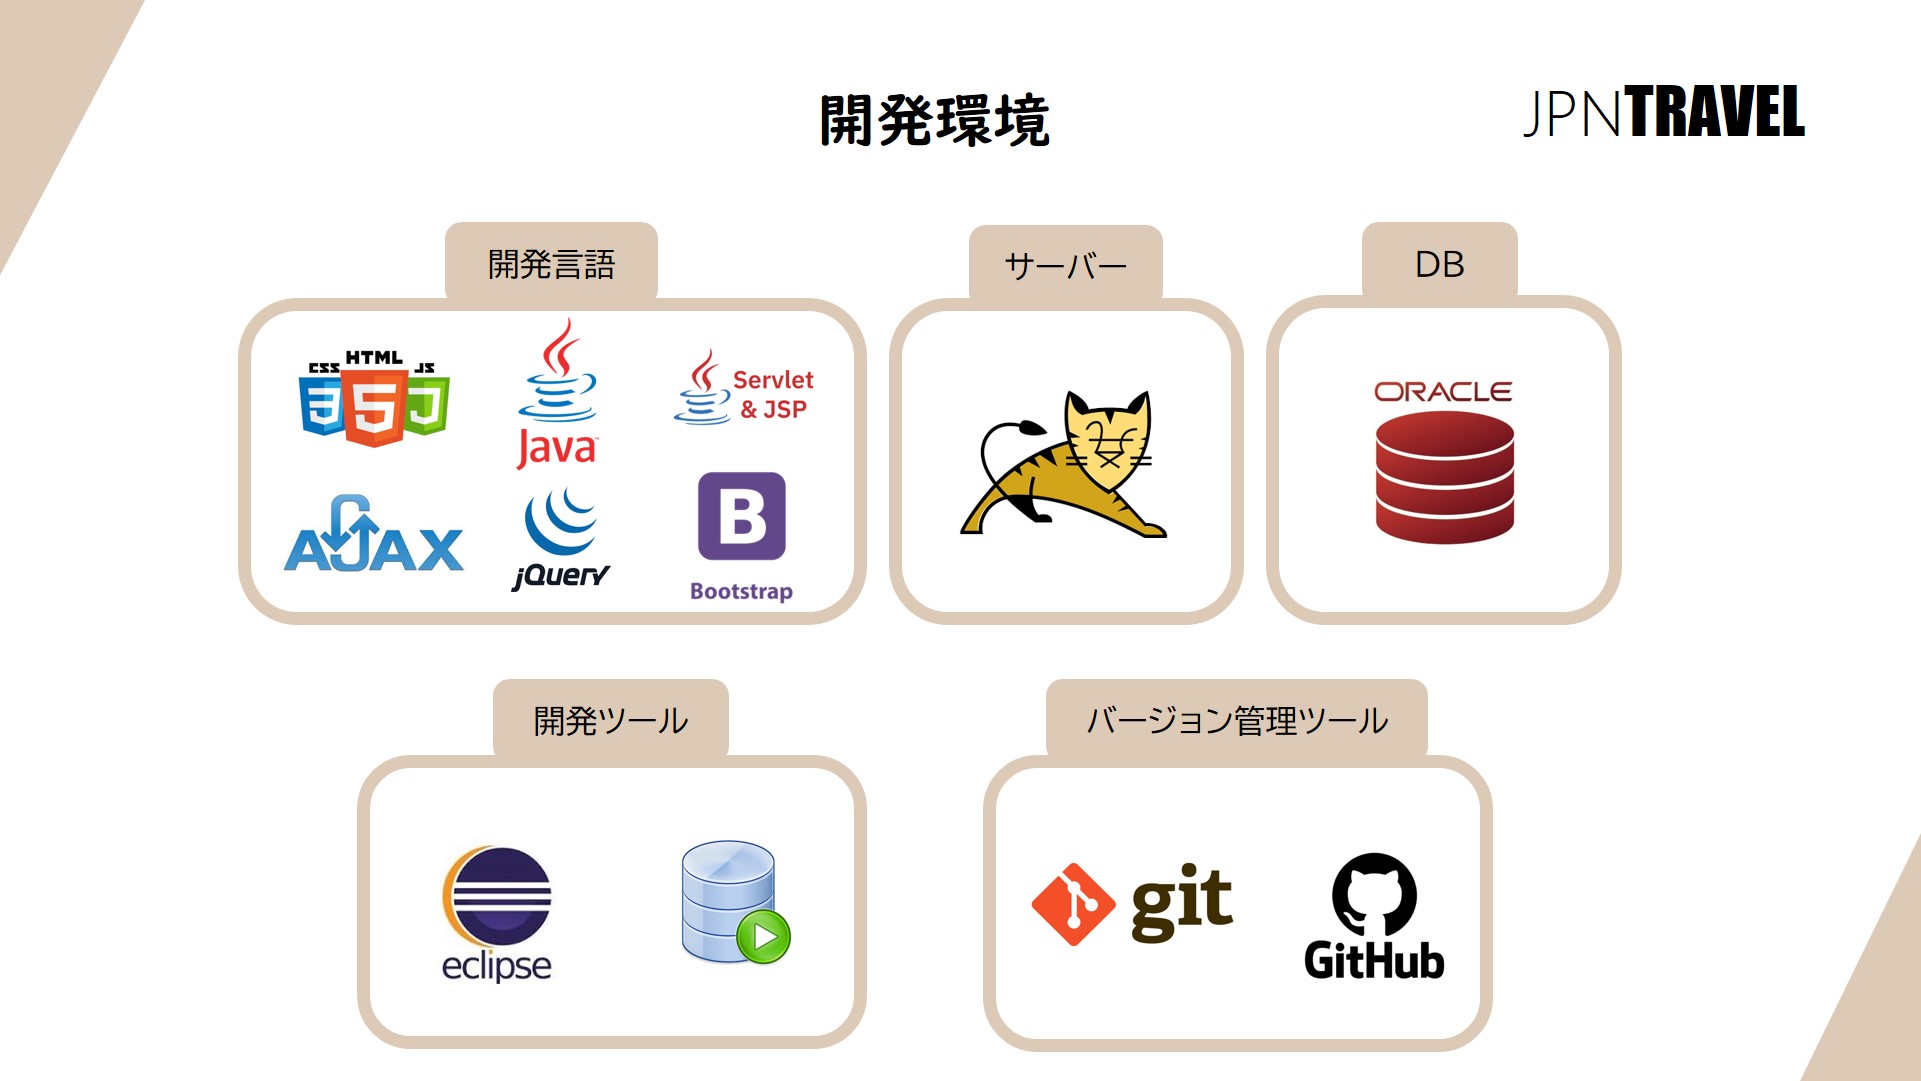 開発環境
JPNTRAVEL
開発言語
サーバー
DB
CSS HTML JS
Java
Servlet
& JSP
AJAX
jQuery
B
Bootstrap
ORACLE
開発ツール
バージョン管理ツール
eclipse
git
GitHub